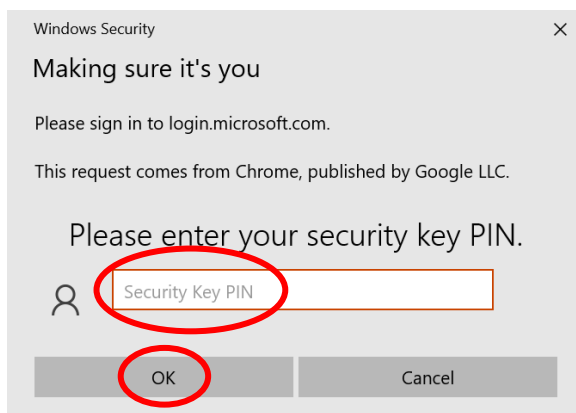 Windows Security
Making sure it's you
Please sign in to login.microsoft.com.
This request comes from Chrome, published by Google LLC.
Please enter your security key PIN.
Security Key PIN
OK Cancel